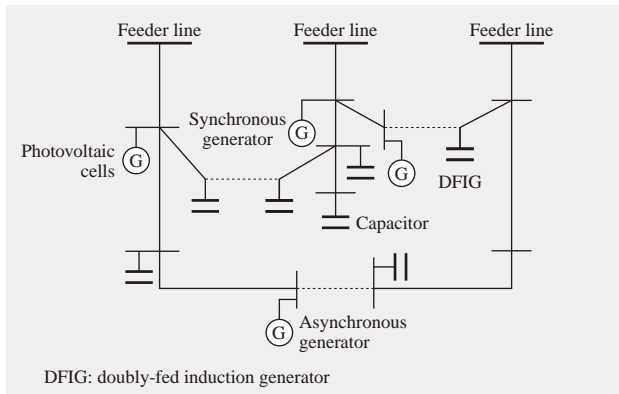 Feeder line
Feeder line
Feeder line
Synchronous
generator
G
Photovoltaic
cells
G
G
DFIG
Capacitor
G
Asynchronous
generator
DFIG: doubly-fed induction generator